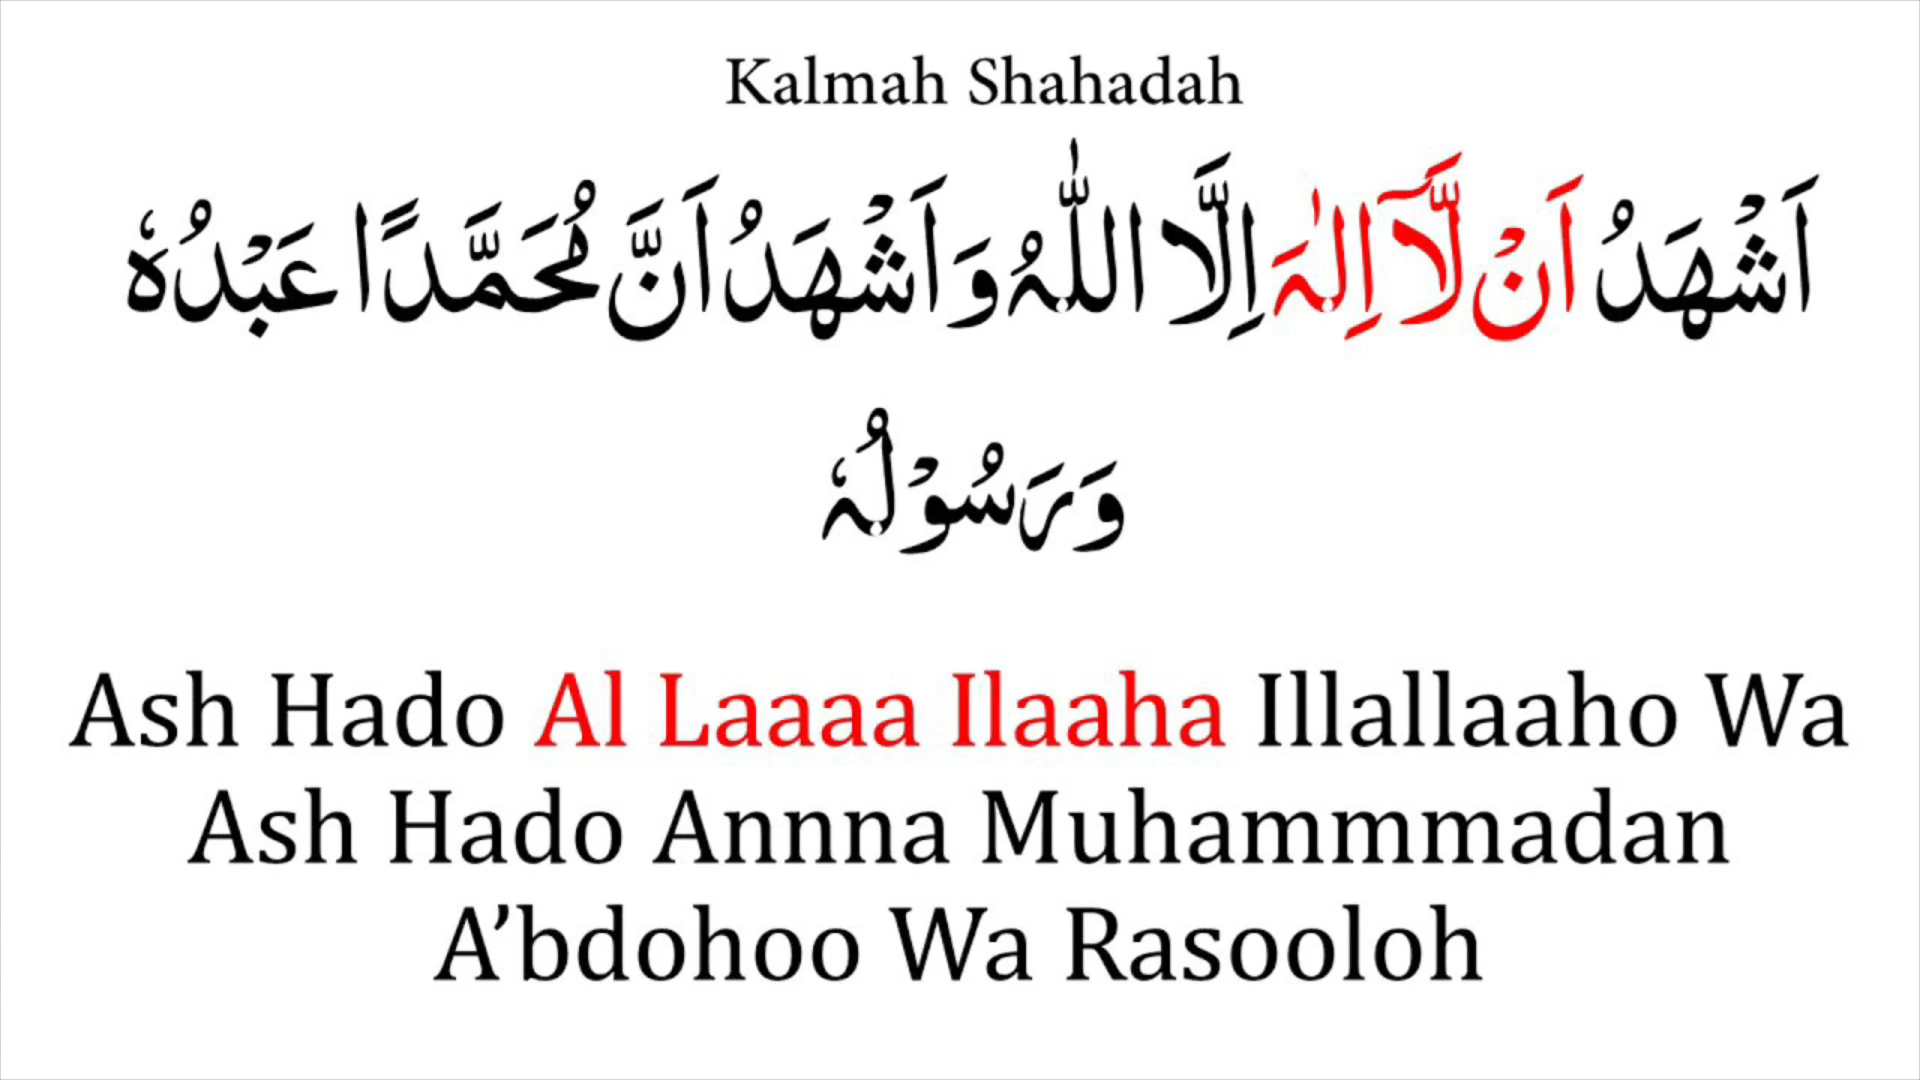 Kalmah Shahadah
اَشْهَدُ اَنْ لَّآ اِلٰہَ اِلَّا اللّٰہُ وَ اَشْهَدُ اَنَّ مُحَمَّدًا عَبْدُہٗ
وَرَسُوْلُہٗ
Ash Hado Al Laaaa Ilaaha Illallaaho Wa
Ash Hado Annna Muhammmadan
A’bdohoo Wa Rasooloh